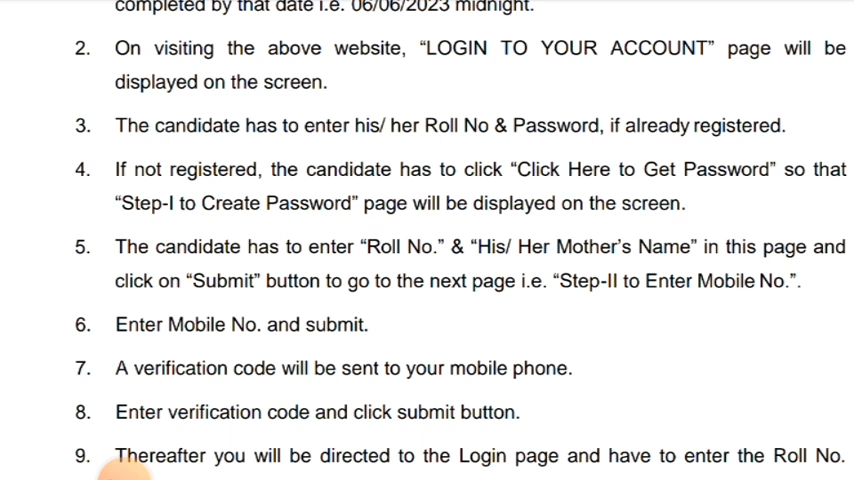 completed by that date i.e. 06/06/2023 midnight.
2. On visiting the above website, “LOGIN TO YOUR ACCOUNT” page will be
displayed on the screen.
3. The candidate has to enter his/ her Roll No & Password, if already registered.
4. If not registered, the candidate has to click “Click Here to Get Password” so that
“Step-I to Create Password” page will be displayed on the screen.
5. The candidate has to enter “Roll No.” & “His/ Her Mother’s Name” in this page and
click on “Submit” button to go to the next page i.e. “Step-II to Enter Mobile No.”.
6. Enter Mobile No. and submit.
7. A verification code will be sent to your mobile phone.
8. Enter verification code and click submit button.
9. Thereafter you will be directed to the Login page and have to enter the Roll No.